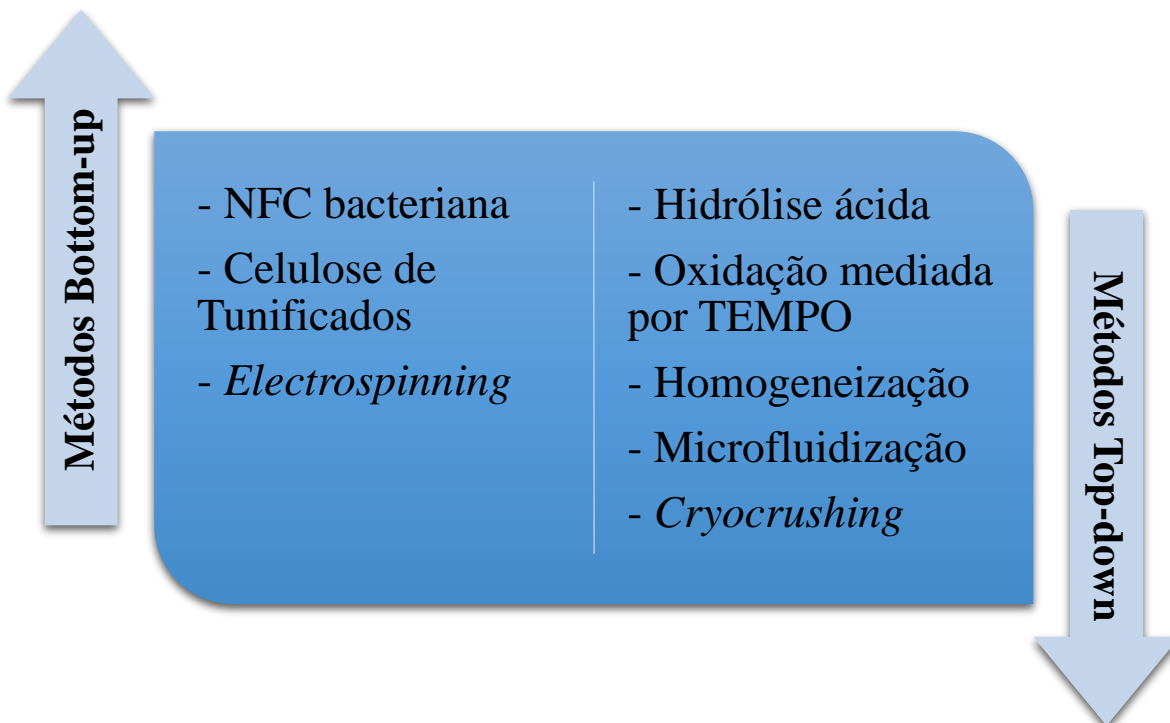 Métodos Bottom-up
- NFC bacteriana
- Celulose de
Tunificados
- Electrospinning
- Hidrólise ácida
- Oxidação mediada
por TEMPO
- Homogeneização
- Microfluidização
- Cryocrushing
Métodos Top-down